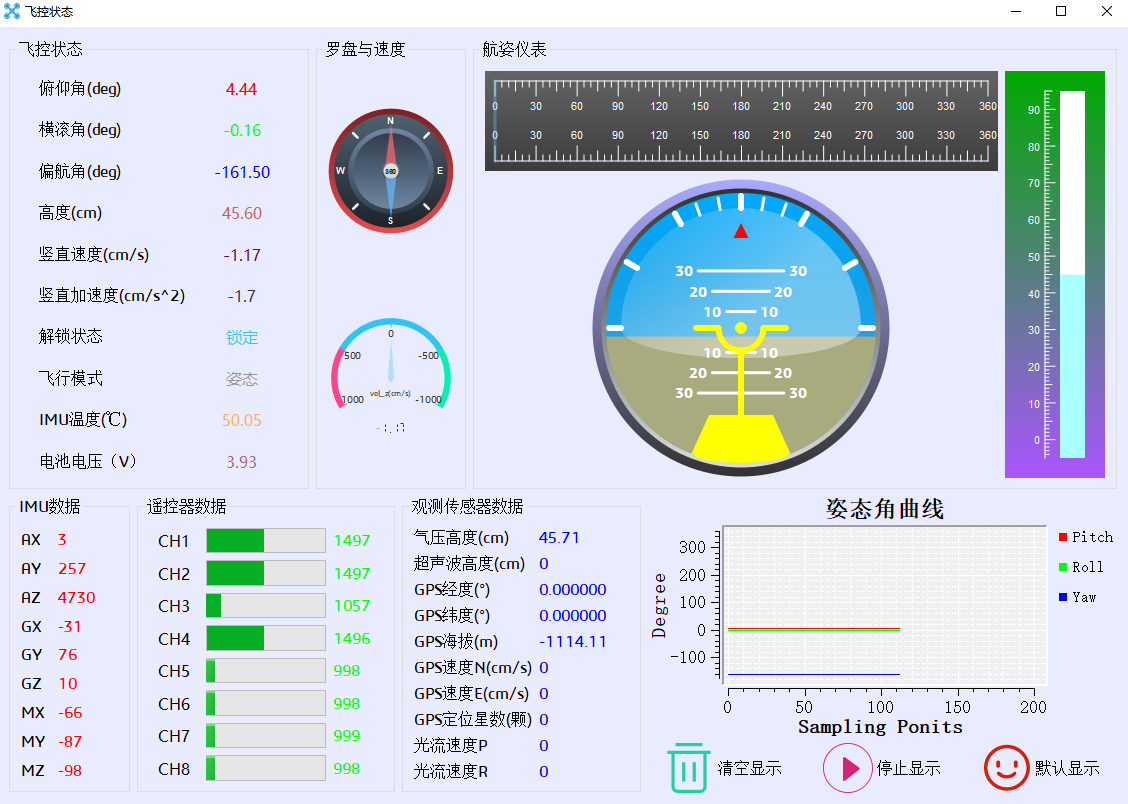 飞控状态
飞控状态
俯仰角(deg) 4.44
横滚角(deg) -0.16
偏航角(deg) -161.50
高度(cm) 45.60
竖直速度(cm/s) -1.17
竖直加速度(cm/s^2) -1.7
解锁状态 锁定
飞行模式 姿态
IMU温度(℃) 50.05
电池电压（V） 3.93
罗盘与速度
N
W 360 E
S
0
500 -500
vel_z(cm/s)
1000 -1000
-1.17
航姿仪表
0 30 60 90 120 150 180 210 240 270 300 330 360
0 30 60 90 120 150 180 210 240 270 300 330 360
30 30
20 20
10 10
10 10
20 20
30 30
90
80
70
60
50
40
30
20
10
0
IMU数据
AX 3
AY 257
AZ 4730
GX -31
GY 76
GZ 10
MX -66
MY -87
MZ -98
遥控器数据
CH1 1497
CH2 1497
CH3 1057
CH4 1496
CH5 998
CH6 998
CH7 999
CH8 998
观测传感器数据
气压高度(cm) 45.71
超声波高度(cm) 0
GPS经度(°) 0.000000
GPS纬度(°) 0.000000
GPS海拔(m) -1114.11
GPS速度N(cm/s) 0
GPS速度E(cm/s) 0
GPS定位星数(颗) 0
光流速度P 0
光流速度R 0
姿态角曲线
Degree
300
200
100
0
-100
0 50 100 150 200
Sampling Ponits
Pitch
Roll
Yaw
清空显示
停止显示
默认显示